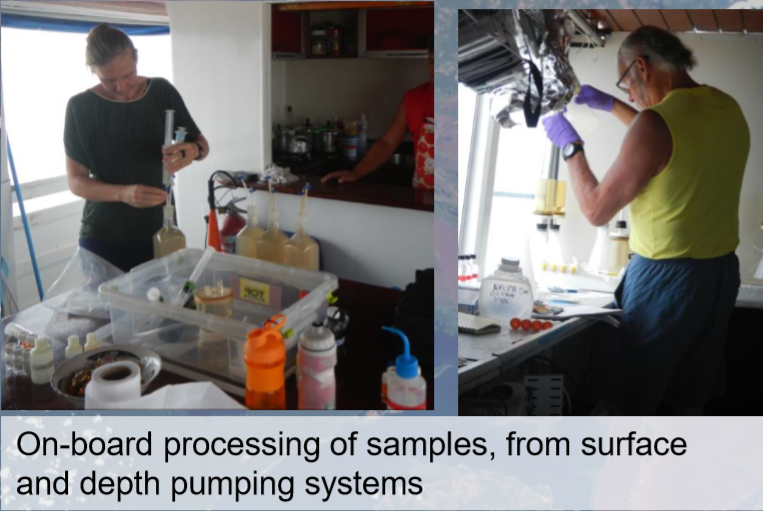 On-board processing of samples, from surface
and depth pumping systems